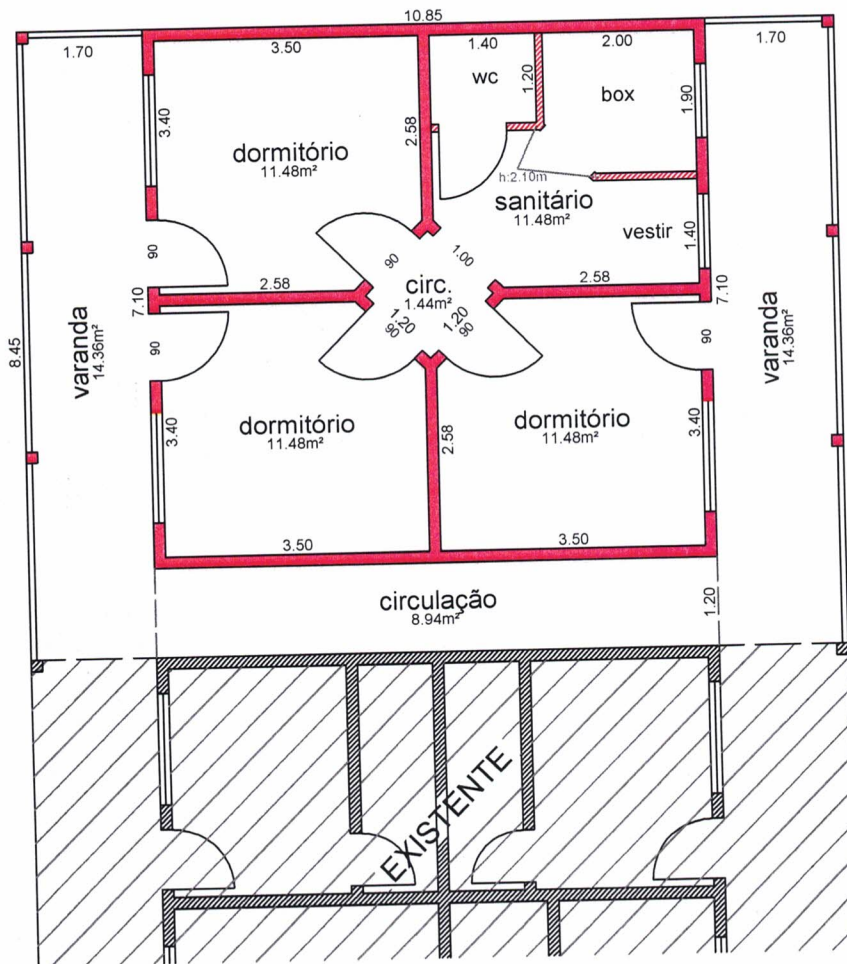 10.85
1.70
3.50
1.40
2.00
1.70
wc
1.20
box
1.90
3.40
2.58
dormitório
11.48m²
h:2.10m
sanitário
11.48m²
vestir
1.40
90
90
1.00
2.58
circ.
1.44m²
2.58
7.10
7.10
1.20
90
1.20
90
90
90
8.45
varanda
14.36m²
varanda
14.36m²
dormitório
11.48m²
dormitório
11.48m²
3.40
2.58
3.40
3.50
3.50
circulação
8.94m²
1.20
EXISTENTE